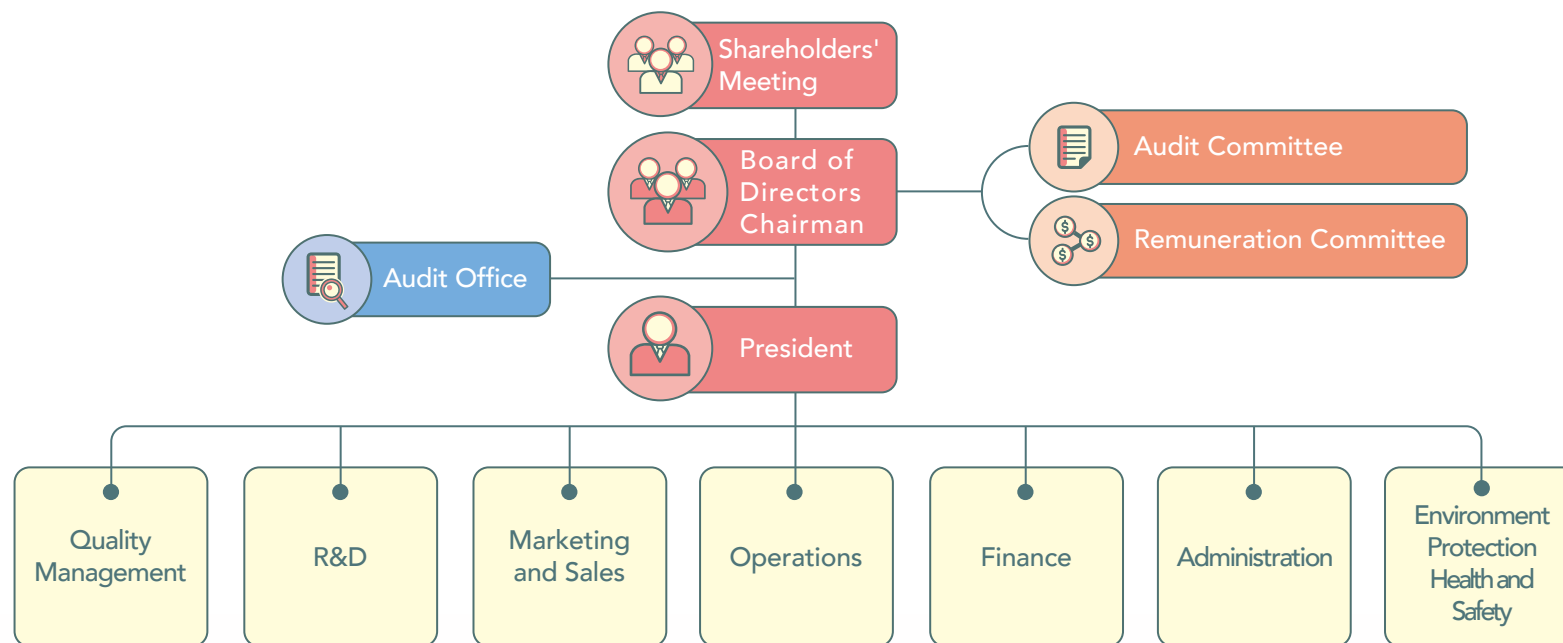 Shareholders'
Meeting
Board of
Directors
Chairman
Audit Committee
Remuneration Committee
Audit Office
President
Quality
Management
R&D
Marketing
and Sales
Operations
Finance
Administration
Environment
Protection
Health and
Safety
$
$
$